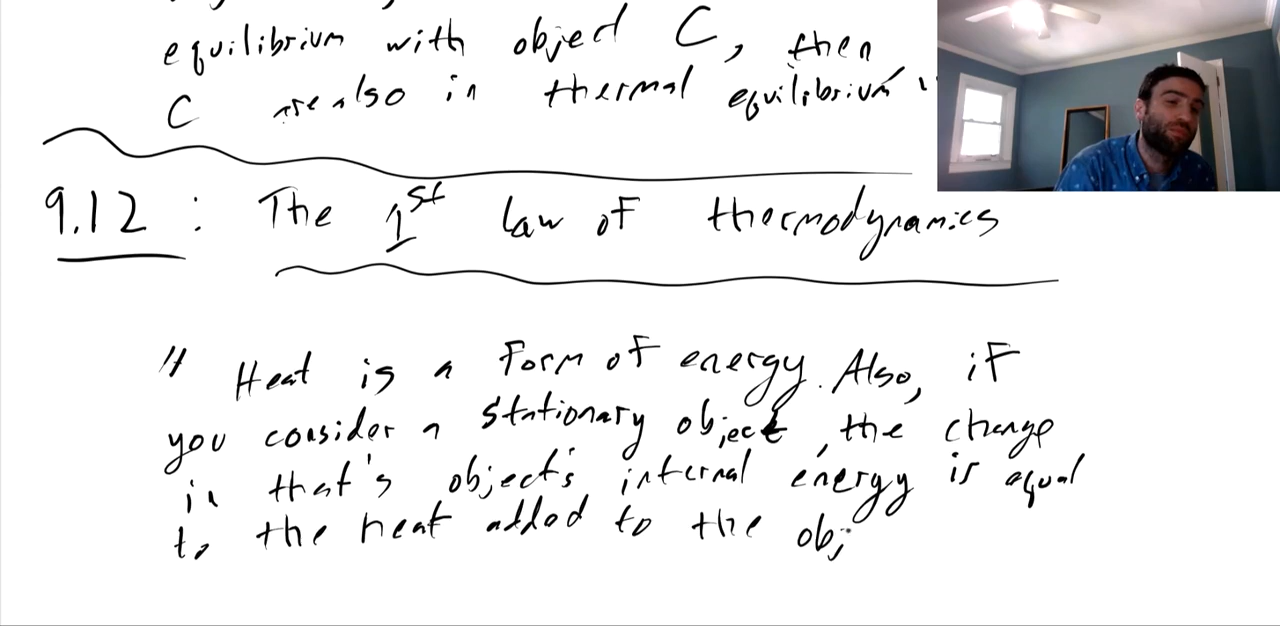 equilibrium with object C, then
C are also in thermal equilibrium
9.12 : The 1st law of thermodynamics
" Heat is a form of energy. Also, if
you consider a stationary object, the change
in that's object's internal energy is equal
to the heat added to the obj